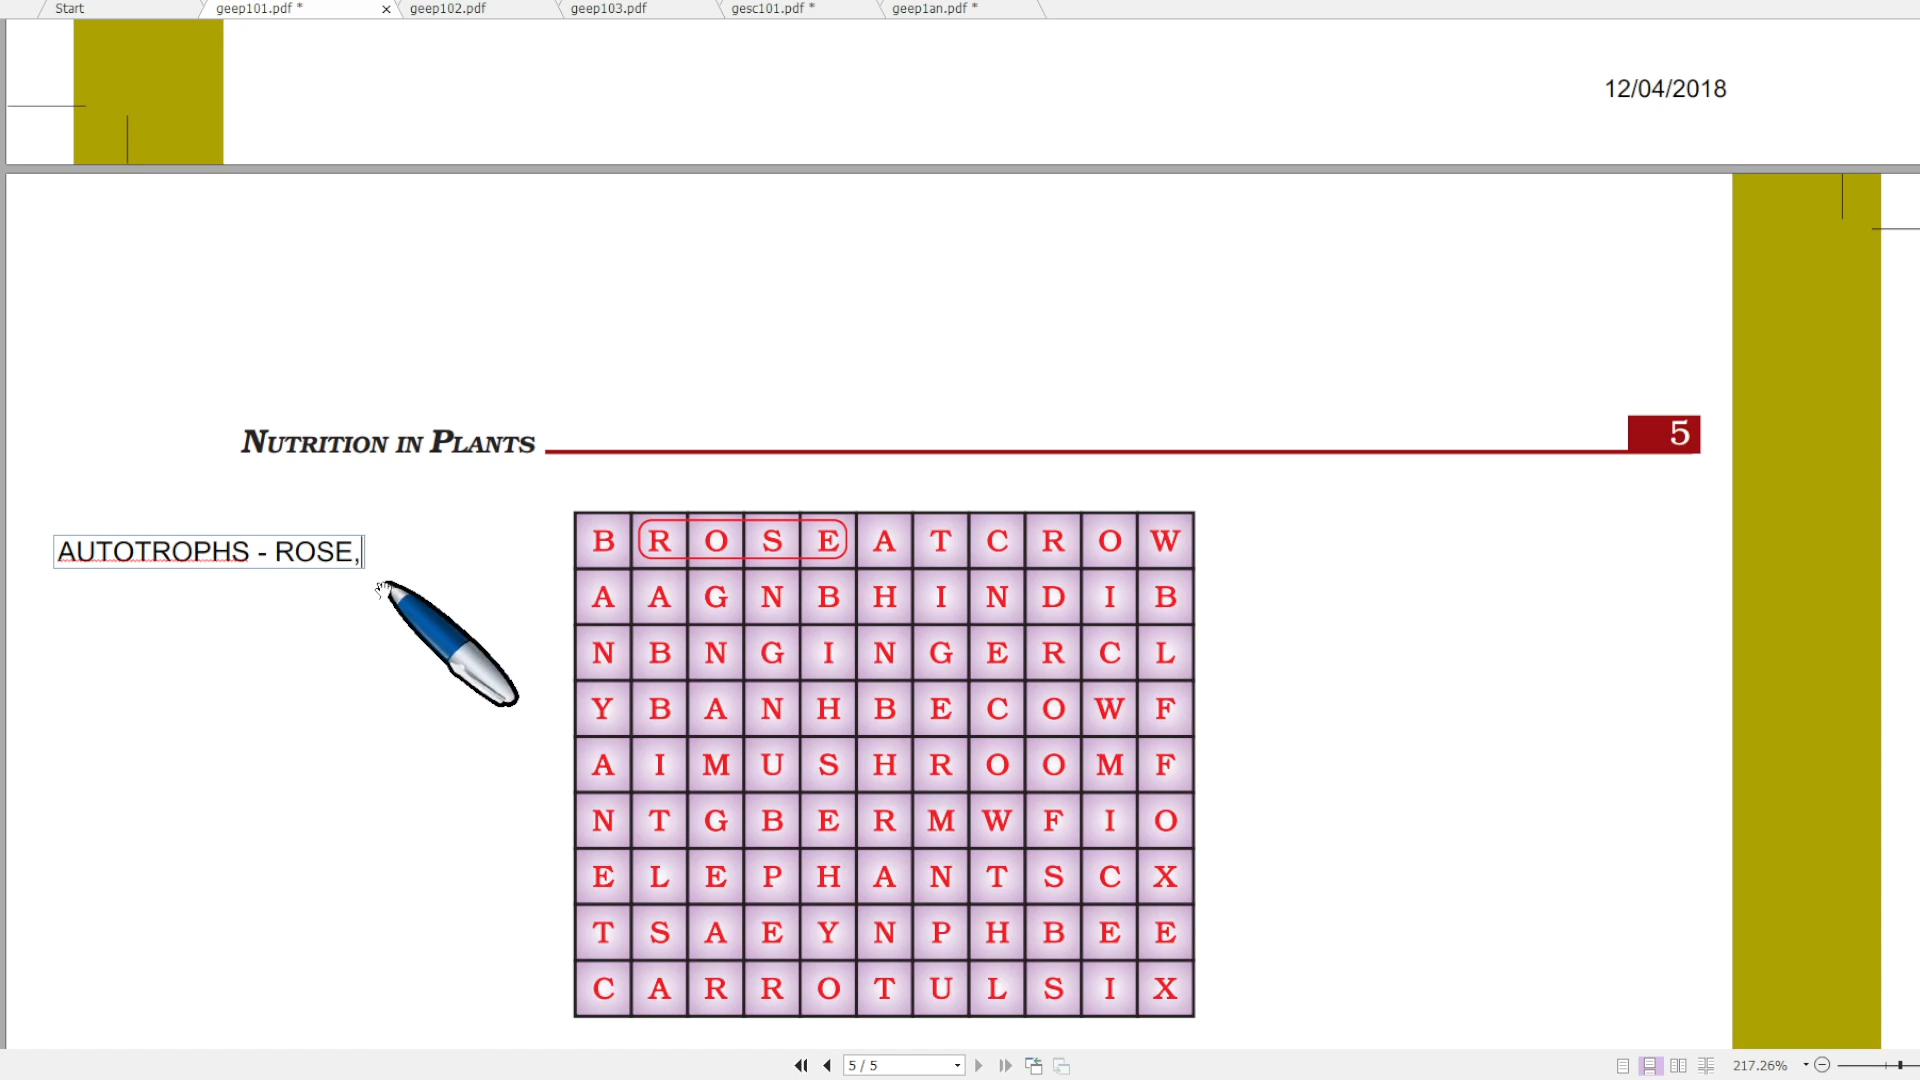 Start geep101.pdf * x geep102.pdf geep103.pdf gesc101.pdf * geep1an.pdf *
12/04/2018
NUTRITION IN PLANTS 5
AUTOTROPHS - ROSE,
B R O S E A T C R O W
A A G N B H I N D I B
N B N G I N G E R C L
Y B A N H B E C O W F
A I M U S H R O O M F
N T G B E R M W F I O
E L E P H A N T S C X
T S A E Y N P H B E E
C A R R O T U L S I X
5 / 5 217.26%